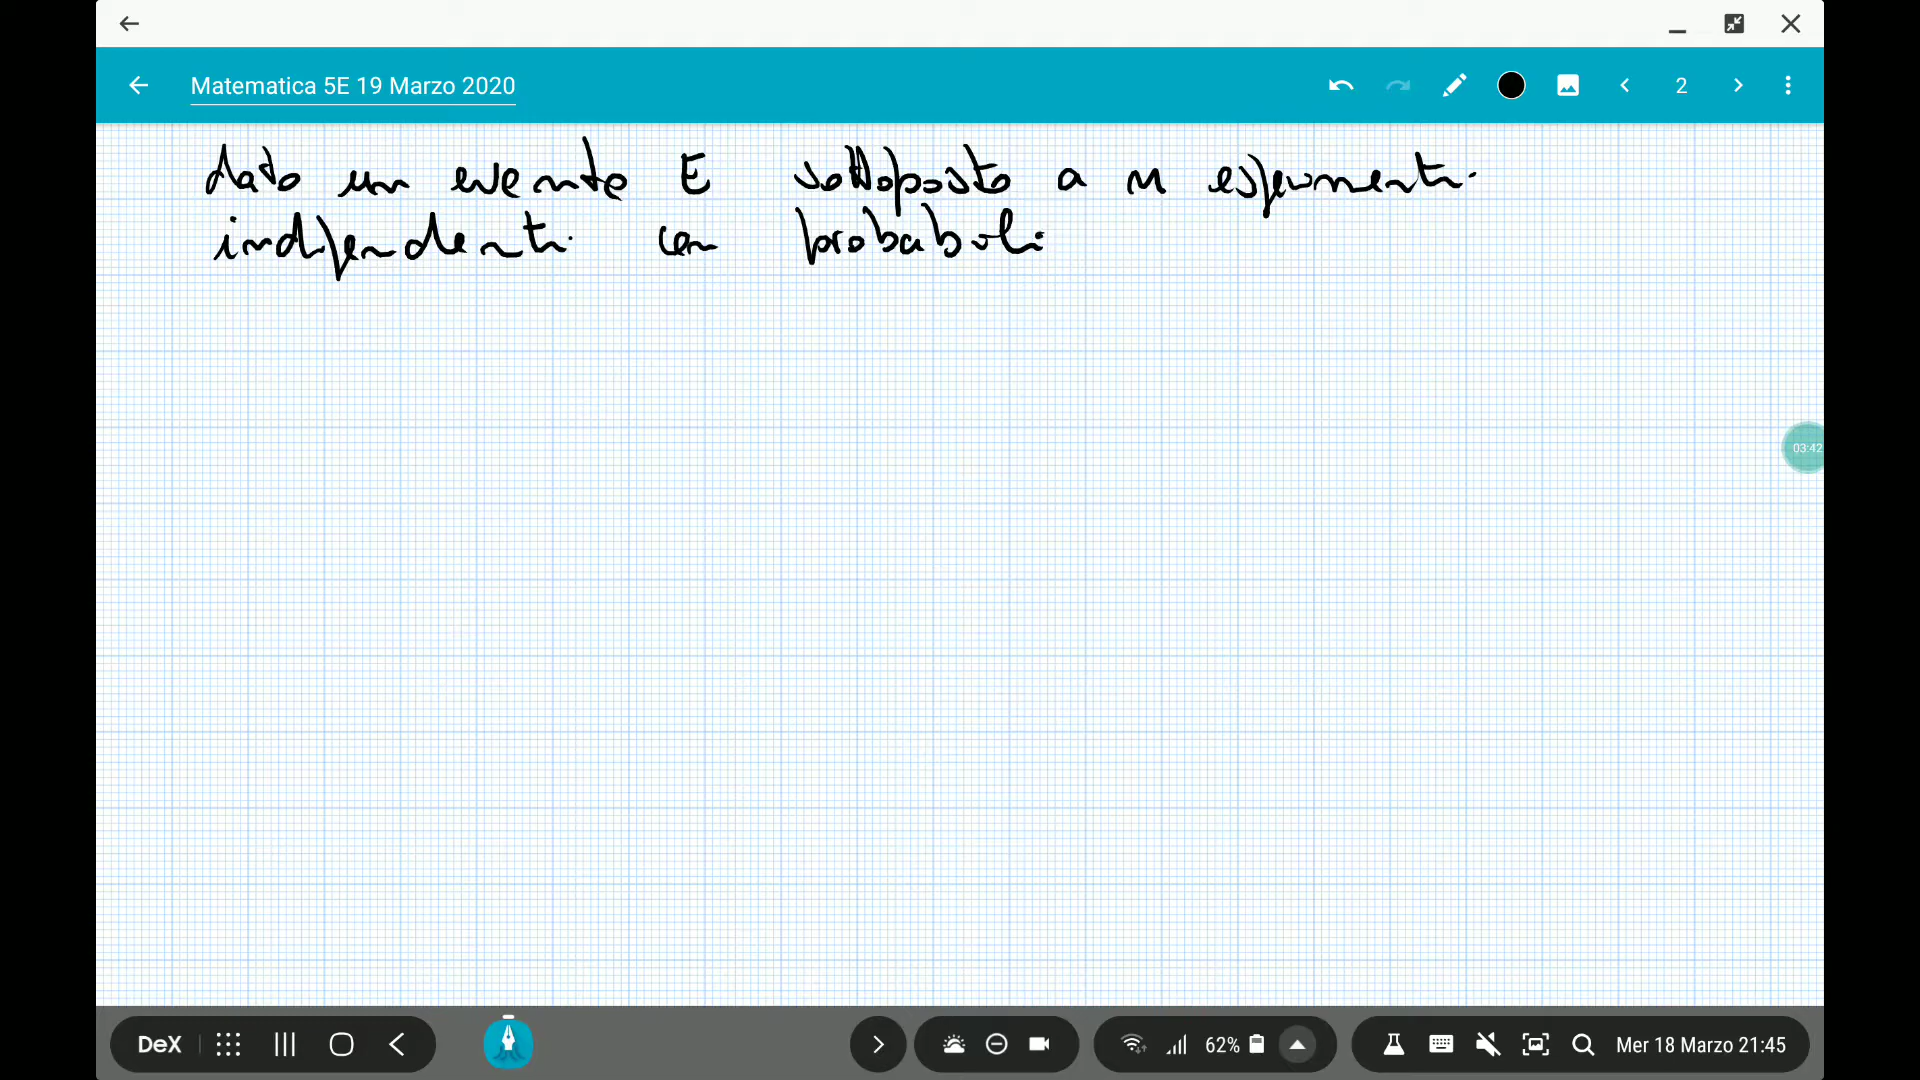 Matematica 5E 19 Marzo 2020
2
dato un evento E sottoposto a n esperimenti
indipendenti con probabili
03:42
DeX
62%
Mer 18 Marzo 21:45